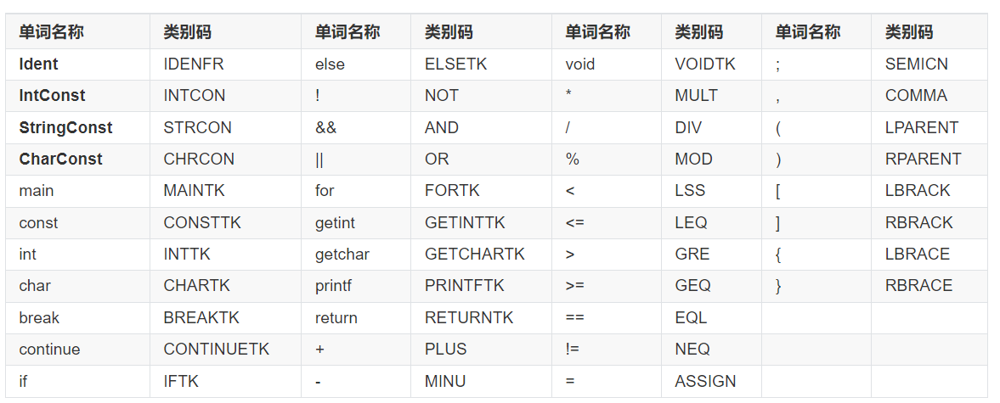 单词名称 类别码 单词名称 类别码 单词名称 类别码 单词名称 类别码
Ident IDENFR else ELSETK void VOIDTK ; SEMICN
IntConst INTCON ! NOT * MULT , COMMA
StringConst STRCON && AND / DIV ( LPARENT
CharConst CHRCON || OR % MOD ) RPARENT
main MAINTK for FORTK < LSS [ LBRACK
const CONSTTK getint GETINTTK <= LEQ ] RBRACK
int INTTK getchar GETCHARTK > GRE { LBRACE
char CHARTK printf PRINTFTK >= GEQ } RBRACE
break BREAKTK return RETURNTK == EQL
continue CONTINUETK + PLUS != NEQ
if IFTK - MINU = ASSIGN